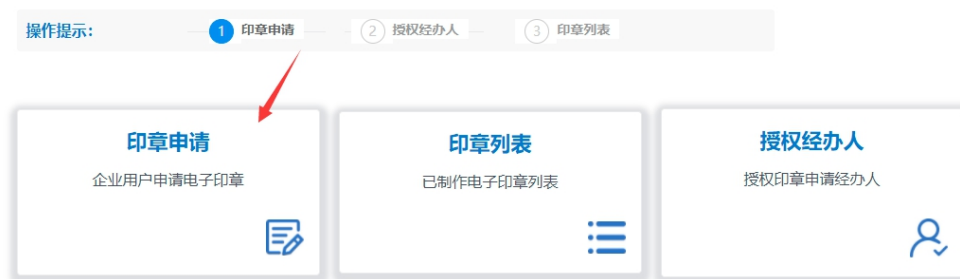 操作提示： 1 印章申请 2 授权经办人 3 印章列表
印章申请 印章列表 授权经办人
企业用户申请电子印章 已制作电子印章列表 授权印章申请经办人